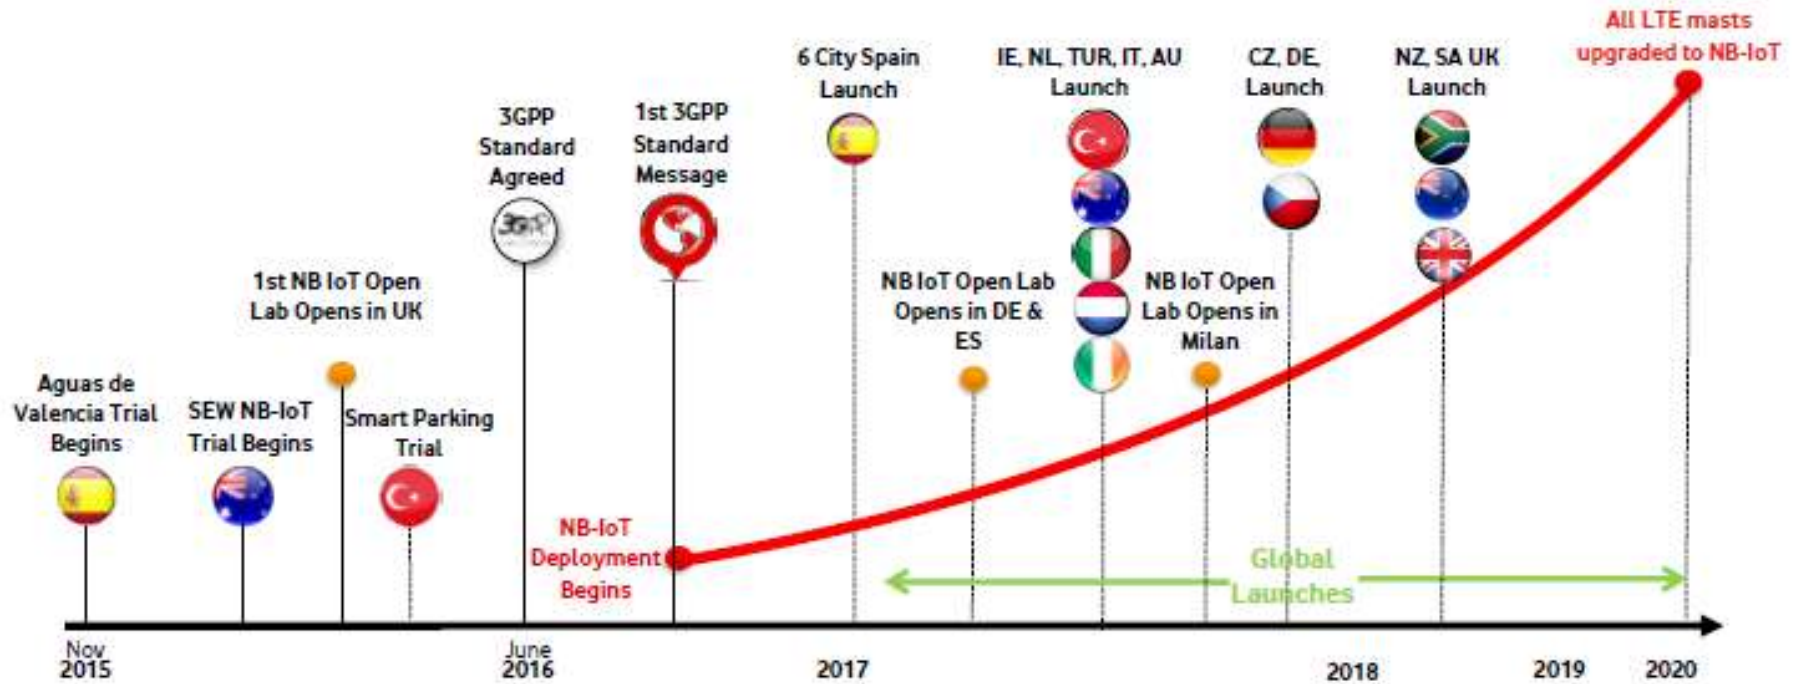 All LTE masts
upgraded to NB-IoT
6 City Spain
Launch
IE, NL, TUR, IT, AU
Launch
CZ, DE,
Launch
NZ, SA UK
Launch
3GPP
Standard
Agreed
1st 3GPP
Standard
Message
1st NB IoT Open
Lab Opens in UK
NB IoT Open Lab
Opens in DE &
ES
NB IoT Open
Lab Opens in
Milan
Aguas de
Valencia Trial
Begins
SEW NB-IoT
Trial Begins
Smart Parking
Trial
NB-IoT
Deployment
Begins
Global
Launches
Nov
2015
June
2016
2017
2018
2019
2020